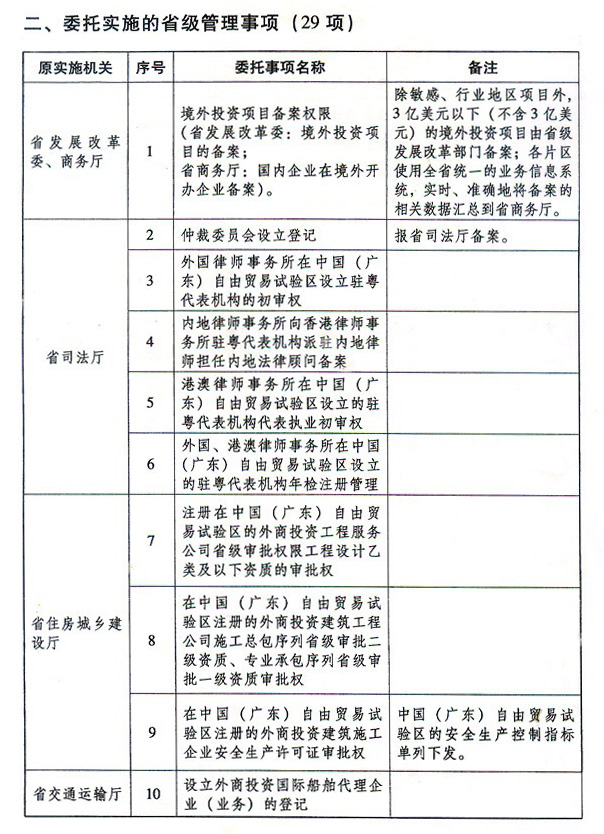 二、委托实施的省级管理事项（29 项）
原实施机关 序号 委托事项名称 备注
省发展改革
委、商务厅
1
境外投资项目备案权限
(省发展改革委：境外投资项
目的备案；
省商务厅：国内企业在境外开
办企业备案)。
除敏感、行业地区项目外，
3 亿美元以下（不含 3 亿美
元）的境外投资项目由省级
发展改革部门备案；各片区
使用全省统一的业务信息系
统，实时、准确地将备案的
相关数据汇总到省商务厅。
省司法厅
2
仲裁委员会设立登记
报省司法厅备案。
3
外国律师事务所在中国（广
东）自由贸易试验区设立驻粤
代表机构的初审权
4
内地律师事务所向香港律师事
务所驻粤代表机构派驻内地律
师担任内地法律顾问备案
5
港澳律师事务所在中国（广
东）自由贸易试验区设立的驻
粤代表机构代表执业初审权
6
外国、港澳律师事务所在中国
(广东）自由贸易试验区设立
的驻粤代表机构年检注册管理
省住房城乡建
设厅
7
注册在中国（广东）自由贸
易试验区的外商投资工程服务
公司省级审批权限工程设计乙
类及以下资质的审批权
8
在中国（广东）自由贸易试
验区注册的外商投资建筑工程
公司施工总包序列省级审批二
级资质、专业承包序列省级审
批一级资质审批权
9
在中国（广东）自由贸易试
验区注册的外商投资建筑施工
企业安全生产许可证审批权
中国（广东）自由贸易试
验区的安全生产控制指标
单列下发。
省交通运输厅
10
设立外商投资国际船舶代理企
业（业务）的登记